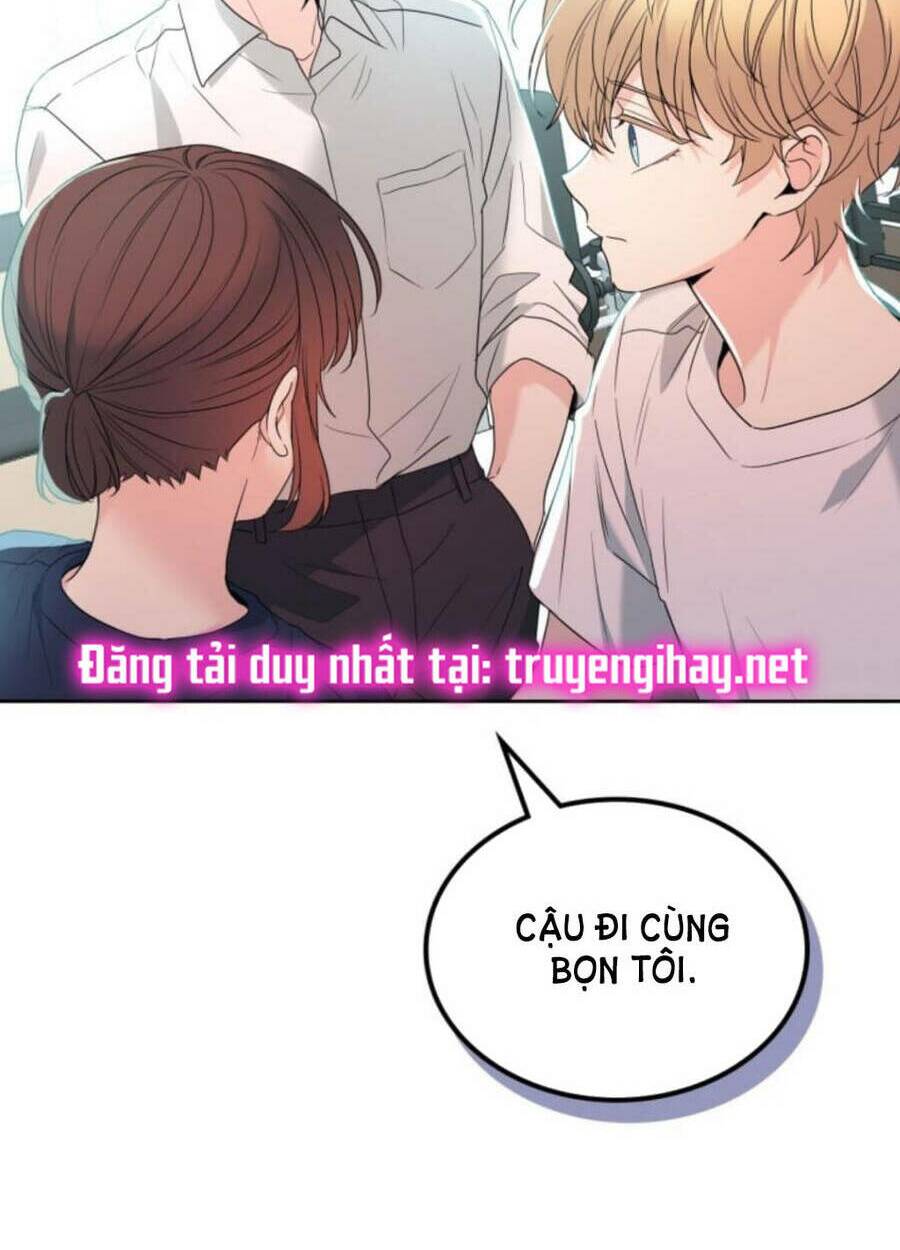 Đăng tải duy nhất tại: truyengihay.net
CẬU ĐI CÙNG
BỌN TÔI.